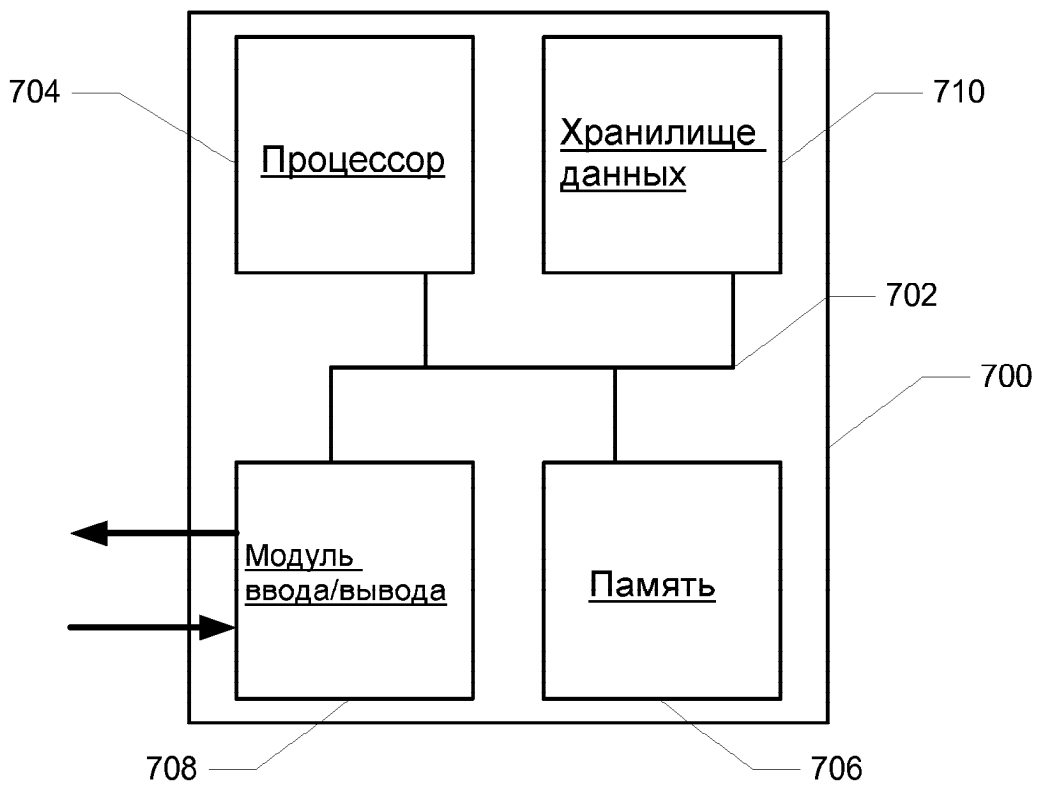 704
710
Процессор
Хранилище
данных
702
700
Модуль
ввода/вывода
Память
708
706